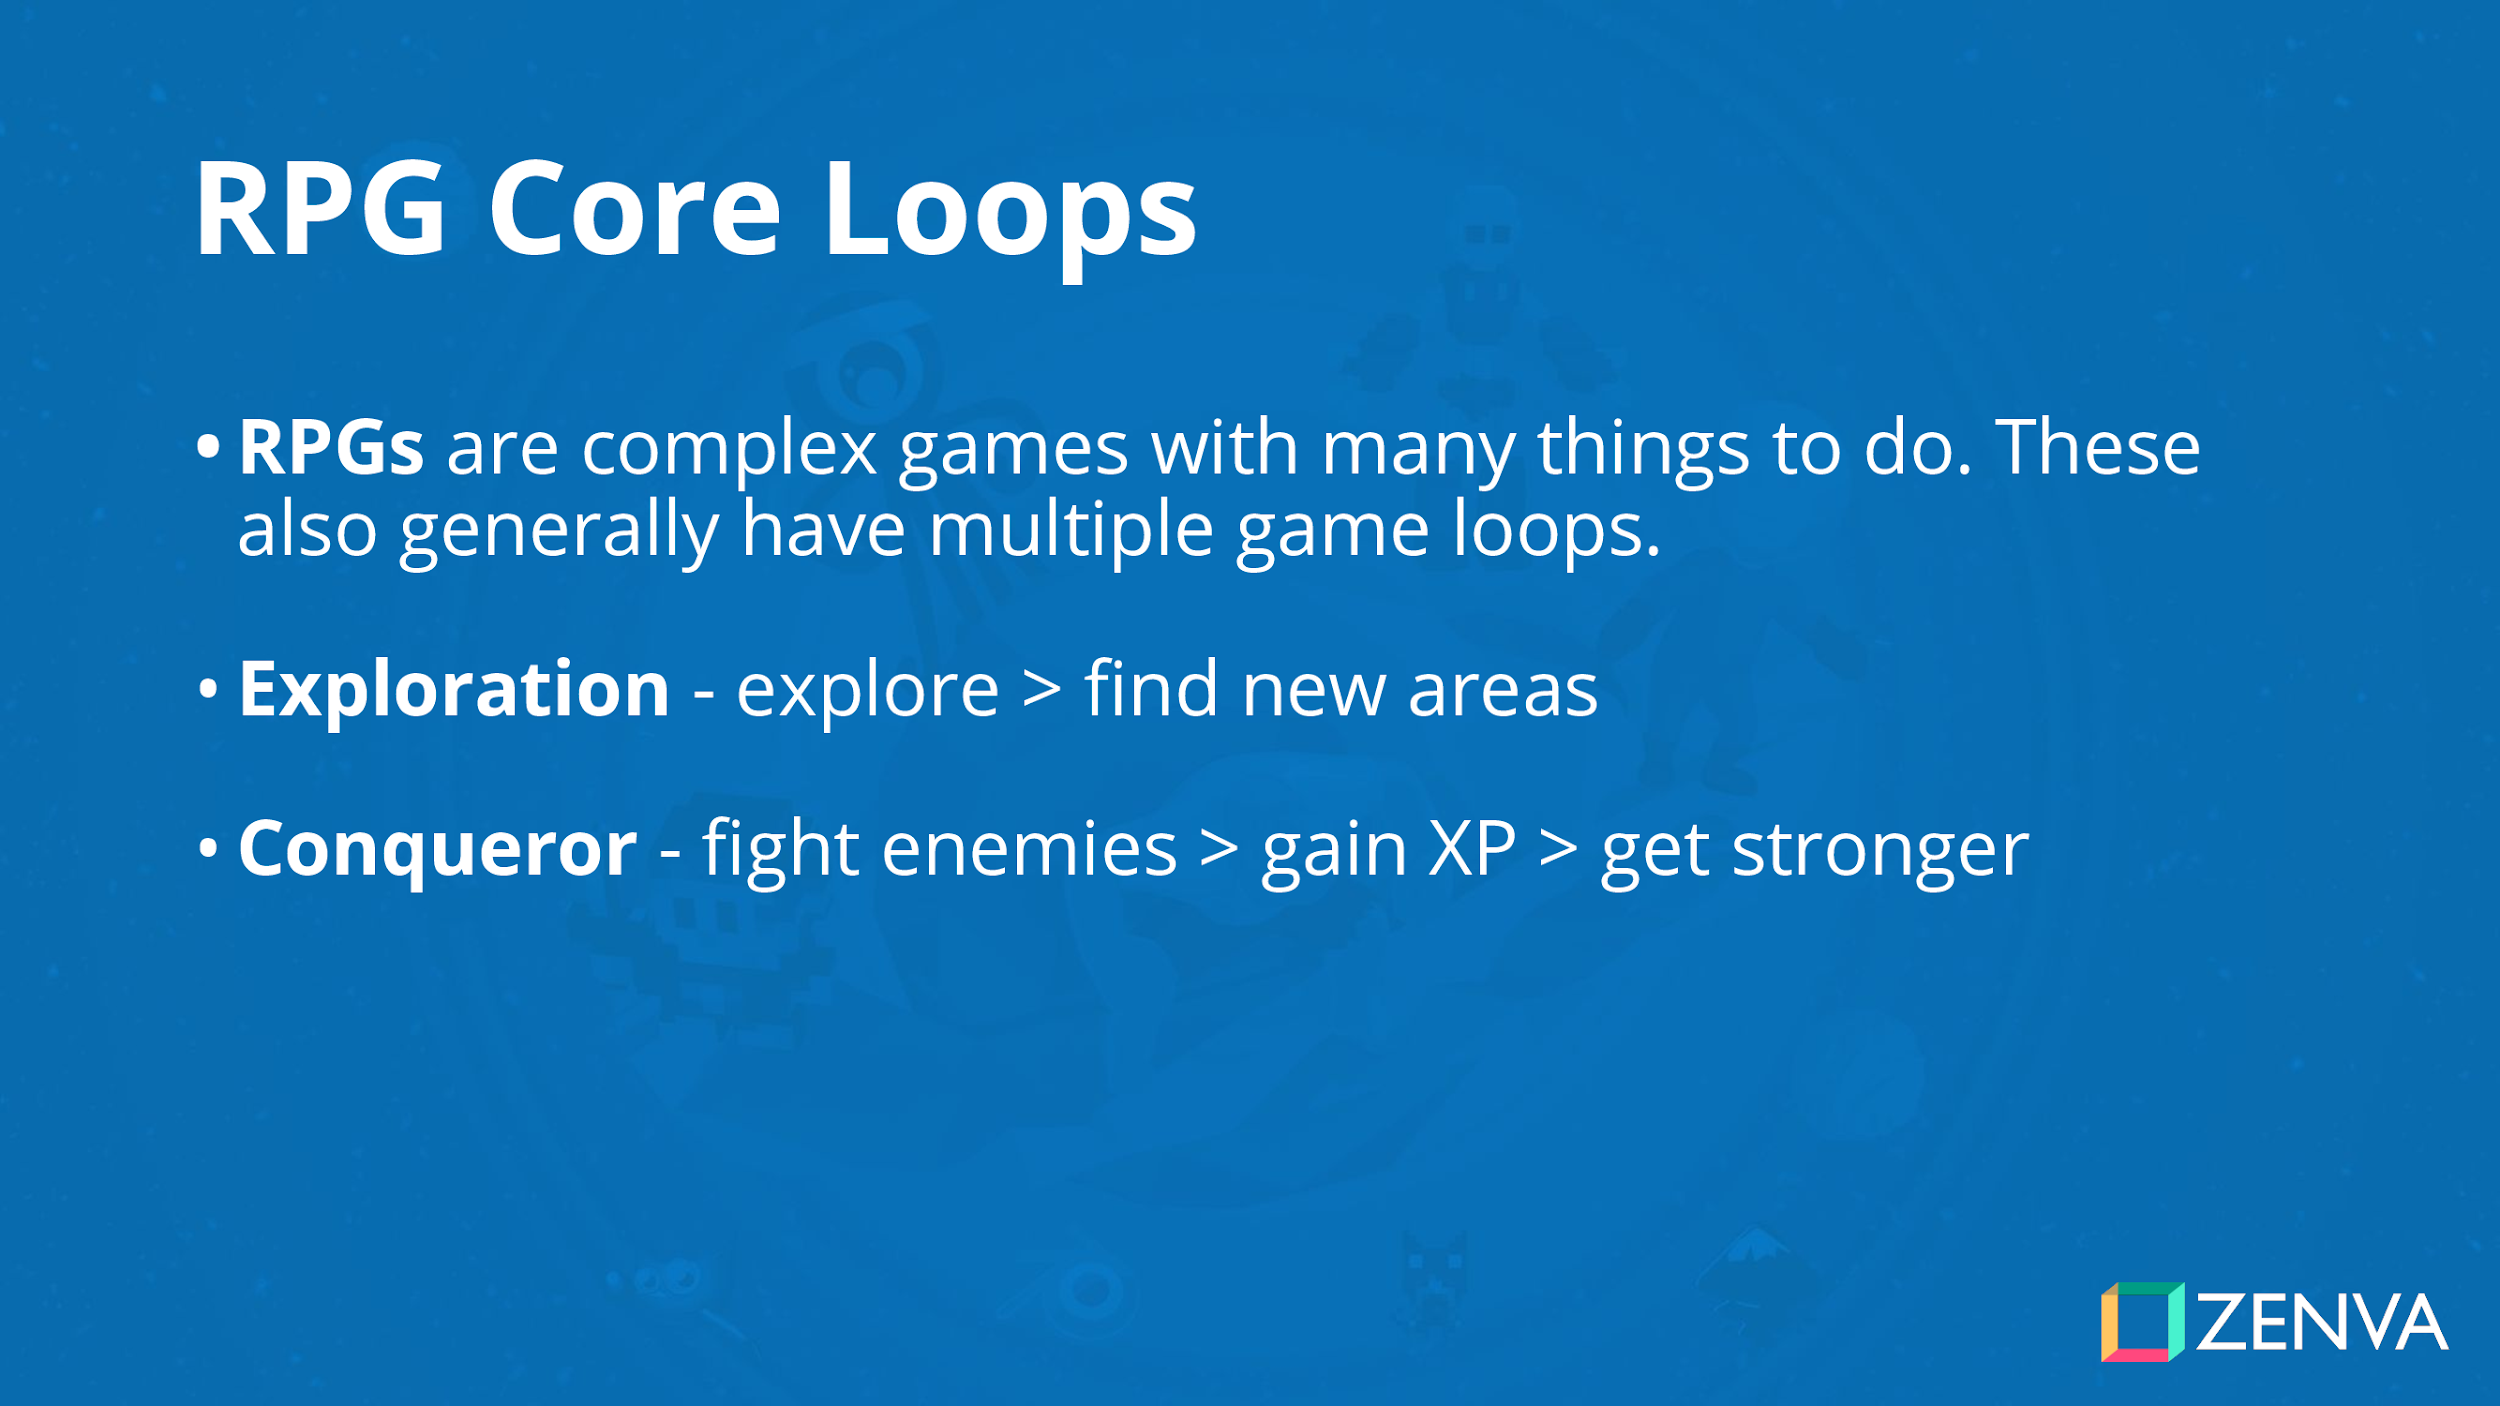 RPG Core Loops
• RPGs are complex games with many things to do. These
also generally have multiple game loops.
• Exploration - explore > find new areas
• Conqueror - fight enemies > gain XP > get stronger
ZENVA